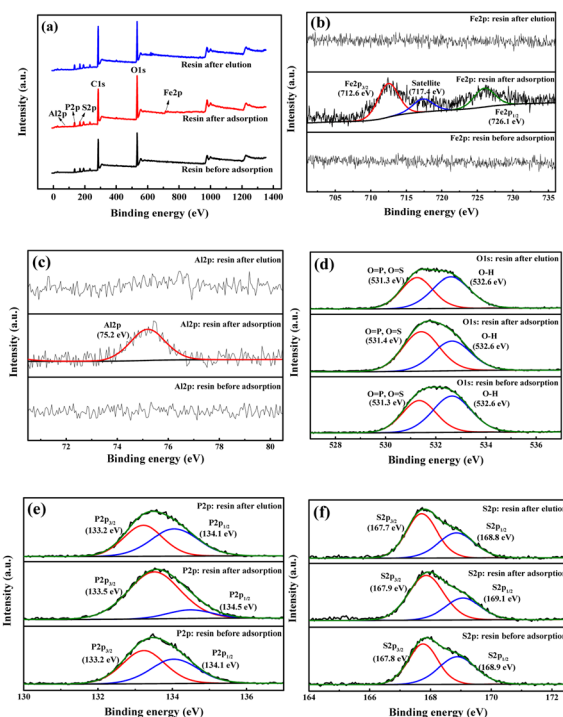 (a)
Resin after elution
C1s
O1s
Al2p
P2p
S2p
Fe2p
Resin after adsorption
Resin before adsorption
Intensity (a.u.)
0 200 400 600 800 1000 1200 1400
Binding energy (eV)
(b)
Fe2p: resin after elution
Fe2p: resin after adsorption
Fe2p3/2
(712.6 eV)
Satellite
(717.4 eV)
Fe2p1/2
(726.1 eV)
Fe2p: resin before adsorption
Intensity (a.u.)
705 710 715 720 725 730 735
Binding energy (eV)
(c)
Al2p: resin after elution
Al2p: resin after adsorption
Al2p
(75.2 eV)
Al2p: resin before adsorption
Intensity (a.u.)
72 74 76 78 80
Binding energy (eV)
(d)
O1s: resin after elution
O=P, O=S
(531.3 eV)
O-H
(532.6 eV)
O1s: resin after adsorption
O=P, O=S
(531.4 eV)
O-H
(532.6 eV)
O1s: resin before adsorption
O=P, O=S
(531.3 eV)
O-H
(532.6 eV)
Intensity (a.u.)
528 530 532 534 536
Binding energy (eV)
(e)
P2p: resin after elution
P2p3/2
(133.2 eV)
P2p1/2
(134.1 eV)
P2p: resin after adsorption
P2p3/2
(133.5 eV)
P2p1/2
(134.5 eV)
P2p: resin before adsorption
P2p3/2
(133.2 eV)
P2p1/2
(134.1 eV)
Intensity (a.u.)
130 132 134 136
Binding energy (eV)
(f)
S2p: resin after elution
S2p3/2
(167.7 eV)
S2p1/2
(168.8 eV)
S2p: resin after adsorption
S2p3/2
(167.9 eV)
S2p1/2
(169.1 eV)
S2p: resin before adsorption
S2p3/2
(167.8 eV)
S2p1/2
(168.9 eV)
Intensity (a.u.)
164 166 168 170 172
Binding energy (eV)